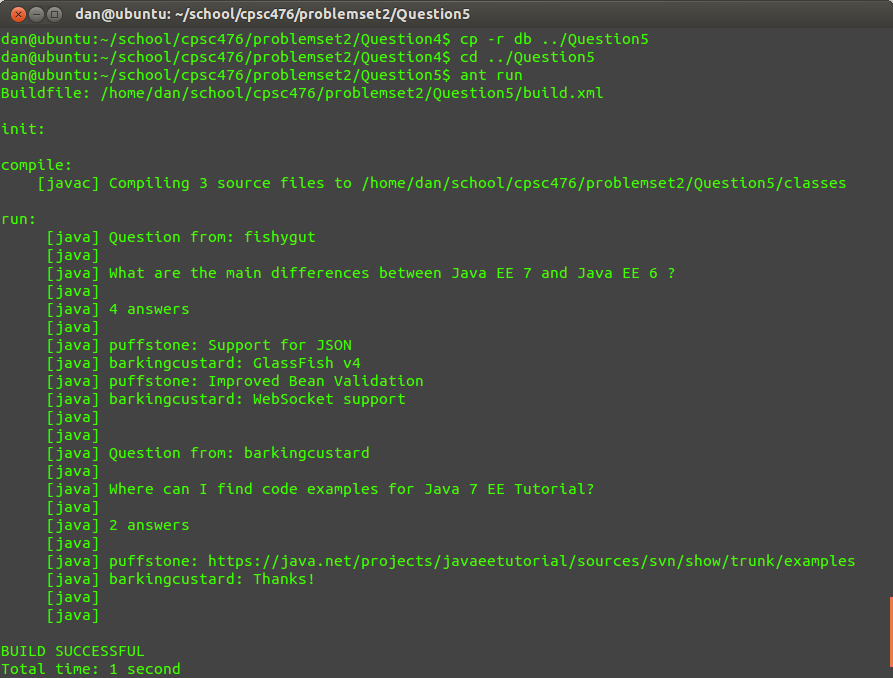 dan@ubuntu: ~/school/cpsc476/problemset2/Question5
dan@ubuntu:~/school/cpsc476/problemset2/Question4$ cp -r db ../Question5
dan@ubuntu:~/school/cpsc476/problemset2/Question4$ cd ../Question5
dan@ubuntu:~/school/cpsc476/problemset2/Question5$ ant run
Buildfile: /home/dan/school/cpsc476/problemset2/Question5/build.xml

init:

compile:
    [javac] Compiling 3 source files to /home/dan/school/cpsc476/problemset2/Question5/classes

run:
     [java] Question from: fishygut
     [java]
     [java] What are the main differences between Java EE 7 and Java EE 6 ?
     [java]
     [java] 4 answers
     [java]
     [java] puffstone: Support for JSON
     [java] barkingcustard: GlassFish v4
     [java] puffstone: Improved Bean Validation
     [java] barkingcustard: WebSocket support
     [java]
     [java]
     [java] Question from: barkingcustard
     [java]
     [java] Where can I find code examples for Java 7 EE Tutorial?
     [java]
     [java] 2 answers
     [java]
     [java] puffstone: https://java.net/projects/javaeetutorial/sources/svn/show/trunk/examples
     [java] barkingcustard: Thanks!
     [java]
     [java]

BUILD SUCCESSFUL
Total time: 1 second